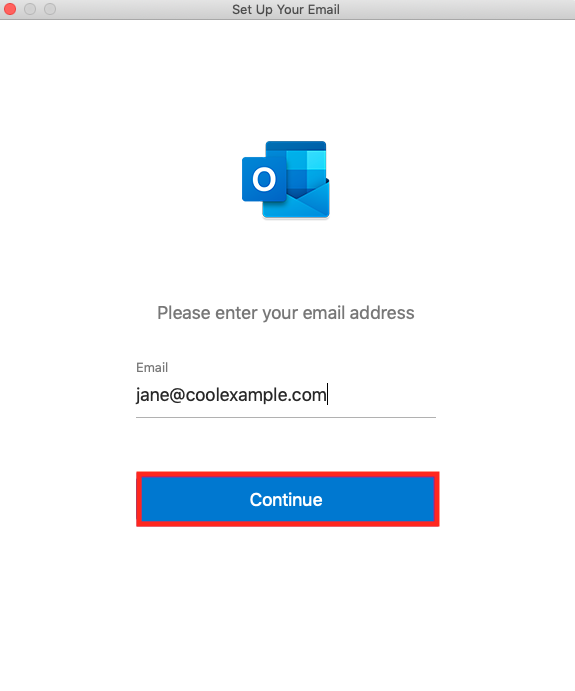 Set Up Your Email
O
Please enter your email address
Email
jane@coolexample.com
Continue